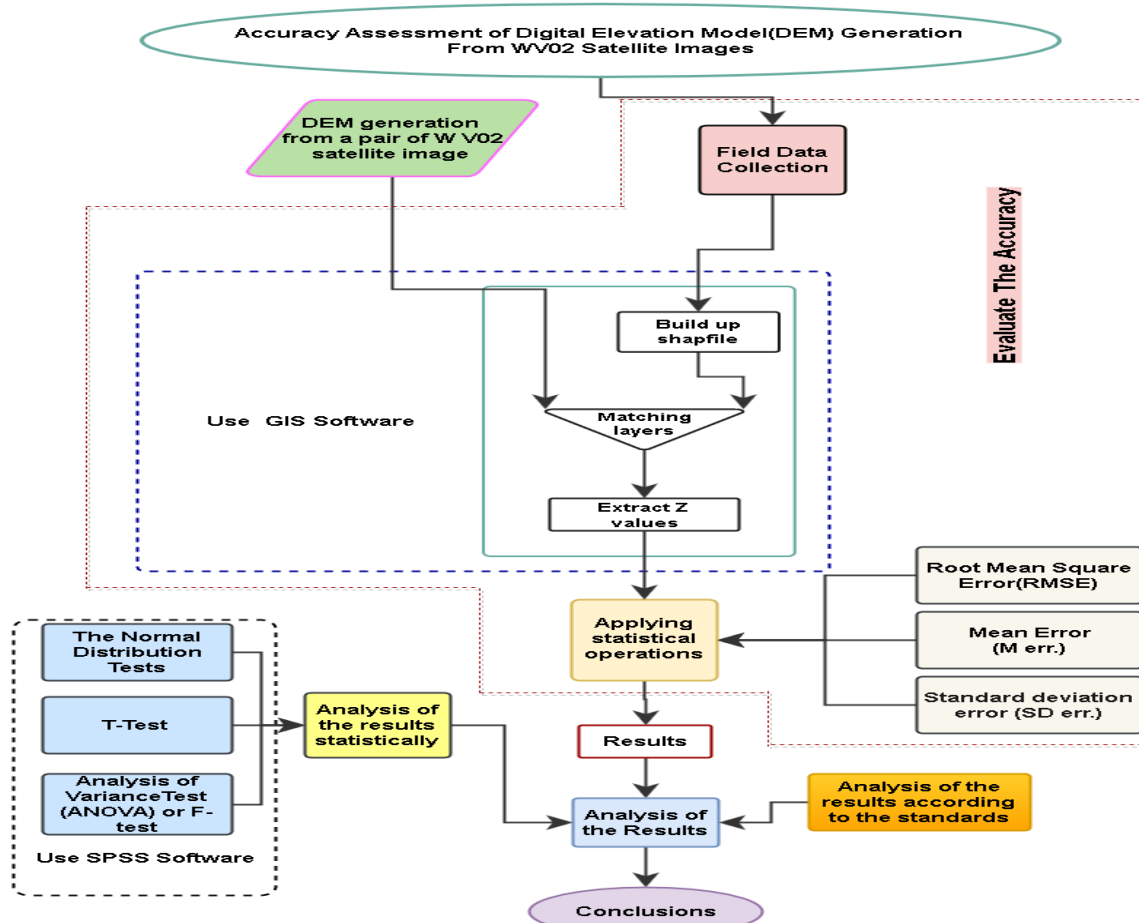 Accuracy Assessment of Digital Elevation Model(DEM) Generation
From WV02 Satellite Images
DEM generation
from a pair of W V02
satellite image
Field Data
Collection
Evaluate The Accuracy
Build up
shapfile
Use GIS Software
Matching
layers
Extract Z
values
Root Mean Square
Error(RMSE)
Applying
statistical
operations
Mean Error
(M err.)
Standard deviation
error (SD err.)
The Normal
Distribution
Tests
T-Test
Analysis of
VarianceTest
(ANOVA) or F-
test
Use SPSS Software
Analysis of
the results
statistically
Results
Analysis of
the Results
Analysis of the
results according
to the standards
Conclusions